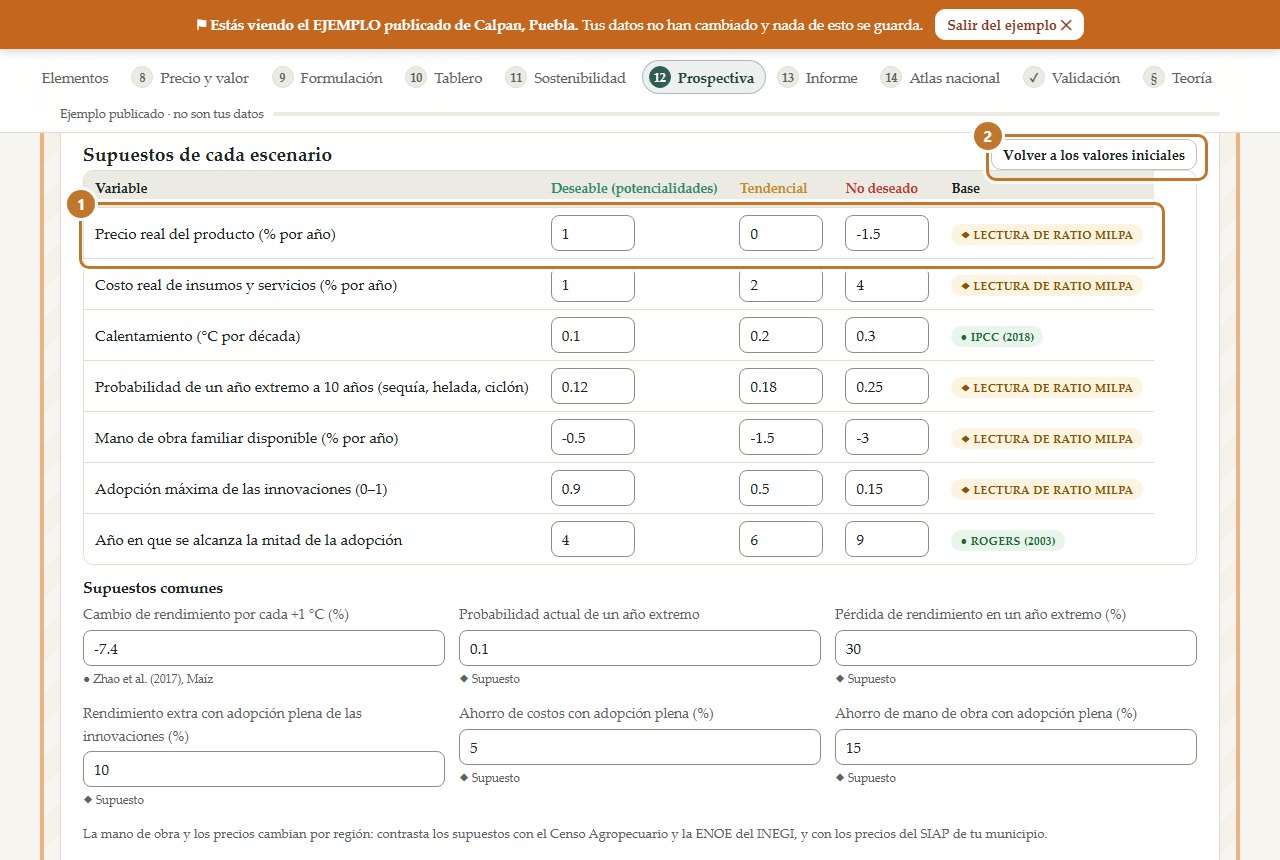 ⚑ Estás viendo el EJEMPLO publicado de Calpan, Puebla. Tus datos no han cambiado y nada de esto se guarda. Salir del ejemplo ✕
Elementos 8 Precio y valor 9 Formulación 10 Tablero 11 Sostenibilidad 12 Prospectiva 13 Informe 14 Atlas nacional ✓ Validación § Teoría
Ejemplo publicado · no son tus datos
2
Supuestos de cada escenario Volver a los valores iniciales
Variable Deseable (potencialidades) Tendencial No deseado Base
1
Precio real del producto (% por año) 1 0 -1.5 ◆ LECTURA DE RATIO MILPA
Costo real de insumos y servicios (% por año) 1 2 4 ◆ LECTURA DE RATIO MILPA
Calentamiento (°C por década) 0.1 0.2 0.3 ● IPCC (2018)
Probabilidad de un año extremo a 10 años (sequía, helada, ciclón) 0.12 0.18 0.25 ◆ LECTURA DE RATIO MILPA
Mano de obra familiar disponible (% por año) -0.5 -1.5 -3 ◆ LECTURA DE RATIO MILPA
Adopción máxima de las innovaciones (0–1) 0.9 0.5 0.15 ◆ LECTURA DE RATIO MILPA
Año en que se alcanza la mitad de la adopción 4 6 9 ● ROGERS (2003)
Supuestos comunes
Cambio de rendimiento por cada +1 °C (%) Probabilidad actual de un año extremo Pérdida de rendimiento en un año extremo (%)
-7.4 0.1 30
● Zhao et al. (2017), Maíz ◆ Supuesto ◆ Supuesto
Rendimiento extra con adopción plena de las innovaciones (%) Ahorro de costos con adopción plena (%) Ahorro de mano de obra con adopción plena (%)
10 5 15
◆ Supuesto ◆ Supuesto ◆ Supuesto
La mano de obra y los precios cambian por región: contrasta los supuestos con el Censo Agropecuario y la ENOE del INEGI, y con los precios del SIAP de tu municipio.